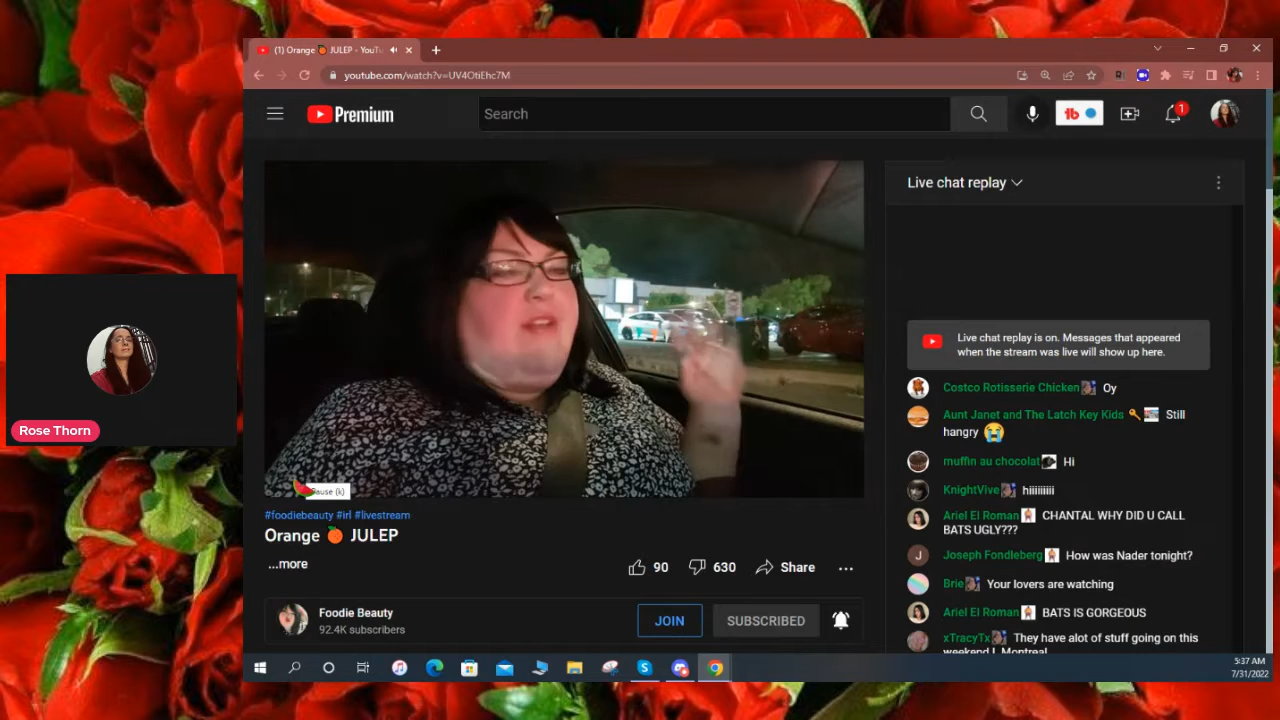 (1) Orange 🍊 JULEP - YouTu
youtube.com/watch?v=UV4OtiEhc7M
Premium
Search
1
Live chat replay
Live chat replay is on. Messages that appeared
when the stream was live will show up here.
Costco Rotisserie Chicken Oy
Aunt Janet and The Latch Key Kids 🔑 Still
hangry 😭
muffin au chocolat Hi
KnightVive hiiiiiiiii
Ariel El Roman CHANTAL WHY DID U CALL
BATS UGLY???
Joseph Fondleberg How was Nader tonight?
Brie Your lovers are watching
Ariel El Roman BATS IS GORGEOUS
xTracyTx They have alot of stuff going on this
weekend I. Montreal
Rose Thorn
Pause (k)
#foodiebeauty #irl #livestream
Orange 🍊 JULEP
...more
90
630
Share
Foodie Beauty
92.4K subscribers
JOIN
SUBSCRIBED
5:37 AM
7/31/2022